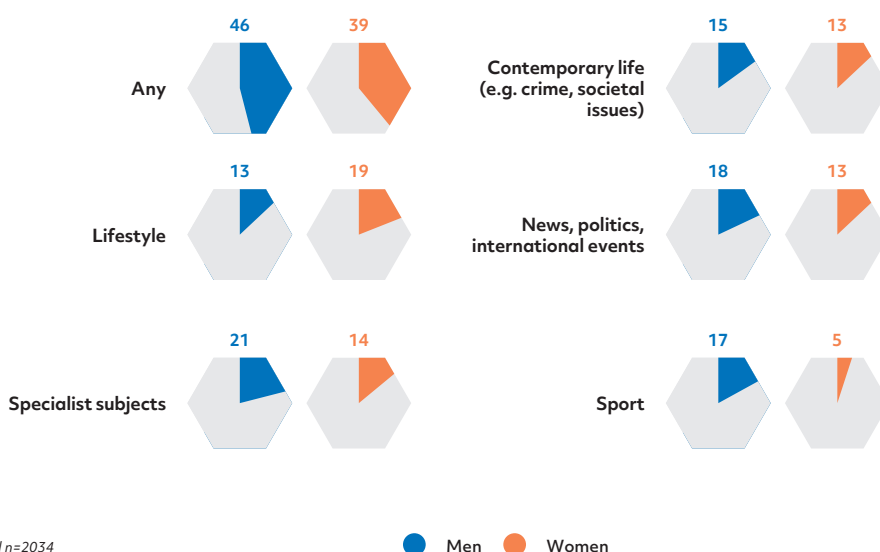 46 39
Any
15 13
Contemporary life
(e.g. crime, societal
issues)
13 19
Lifestyle
18 13
News, politics,
international events
21 14
Specialist subjects
17 5
Sport
n=2034
Men Women